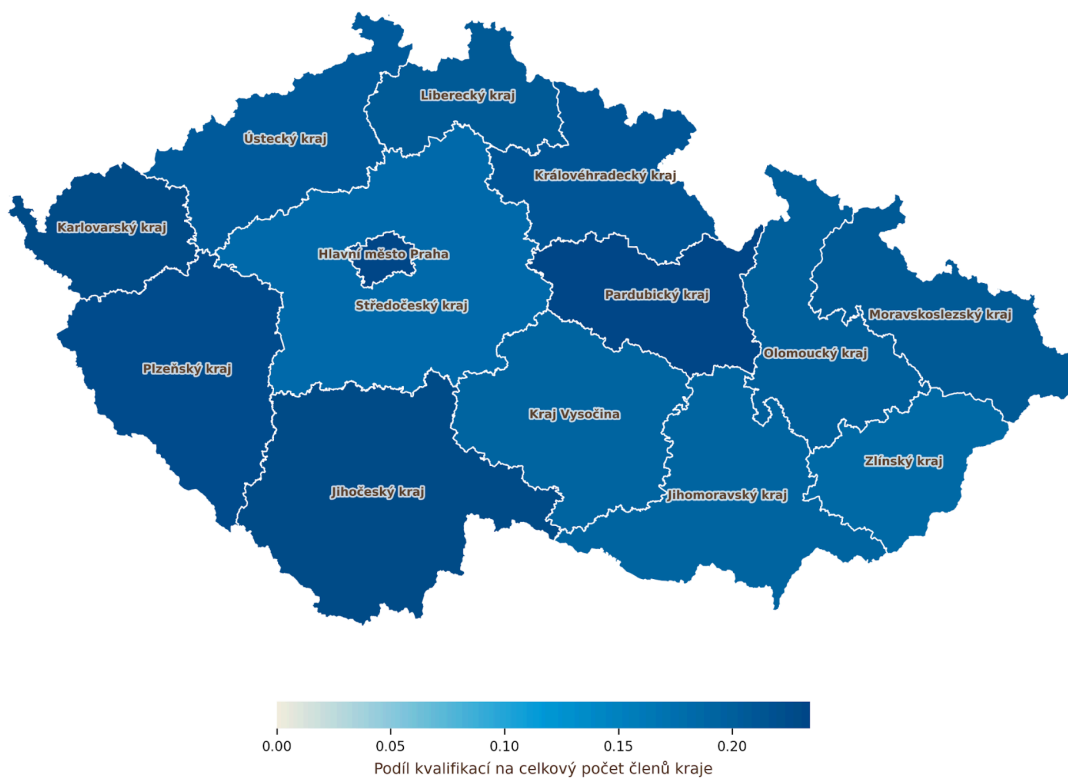 Liberecký kraj
Ústecký kraj
Královéhradecký kraj
Karlovarský kraj
Hlavní město Praha
Pardubický kraj
Středočeský kraj
Moravskoslezský kraj
Olomoucký kraj
Plzeňský kraj
Kraj Vysočina
Zlínský kraj
Jihočeský kraj
Jihomoravský kraj
0.00 0.05 0.10 0.15 0.20
Podíl kvalifikací na celkový počet členů kraje